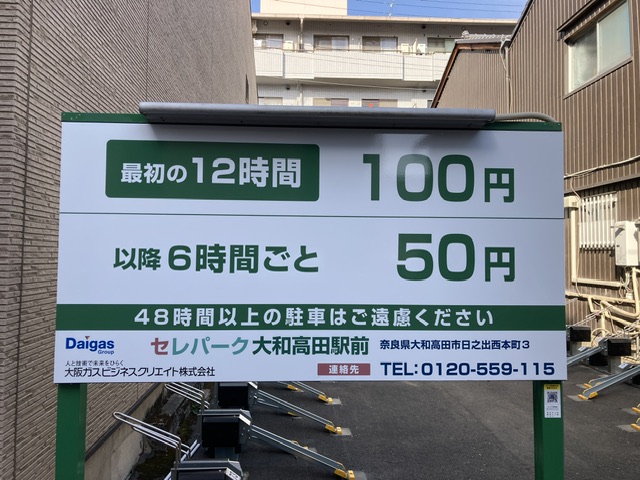 最初の12時間 100円
以降6時間ごと 50円
48時間以上の駐車はご遠慮ください
Daigas
Group
人と技術で未来をひらく
大阪ガスビジネスクリエイト株式会社
セレパーク大和高田駅前 奈良県大和高田市日之出西本町3
連絡先 TEL:0120-559-115